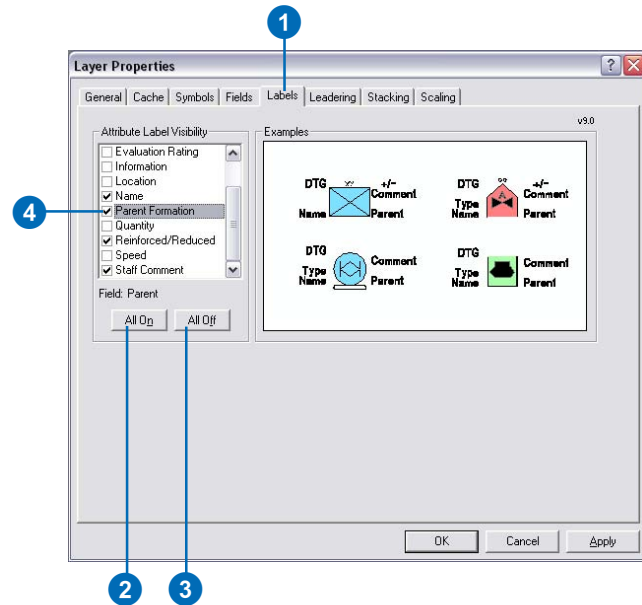 1
Layer Properties
General Cache Symbols Fields Labels Leadering Stacking Scaling
v9.0
Attribute Label Visibility
Evaluation Rating
Information
Location
Name
Parent Formation
Quantity
Reinforced/Reduced
Speed
Staff Comment
Field: Parent
All On All Off
Examples
DTG +/-
Comment
Name Parent
DTG +/-
Comment
Type
Name Parent
A
DTG
Comment
Type
Name Parent
DTG
Comment
Type
Name Parent
4
OK Cancel Apply
2 3